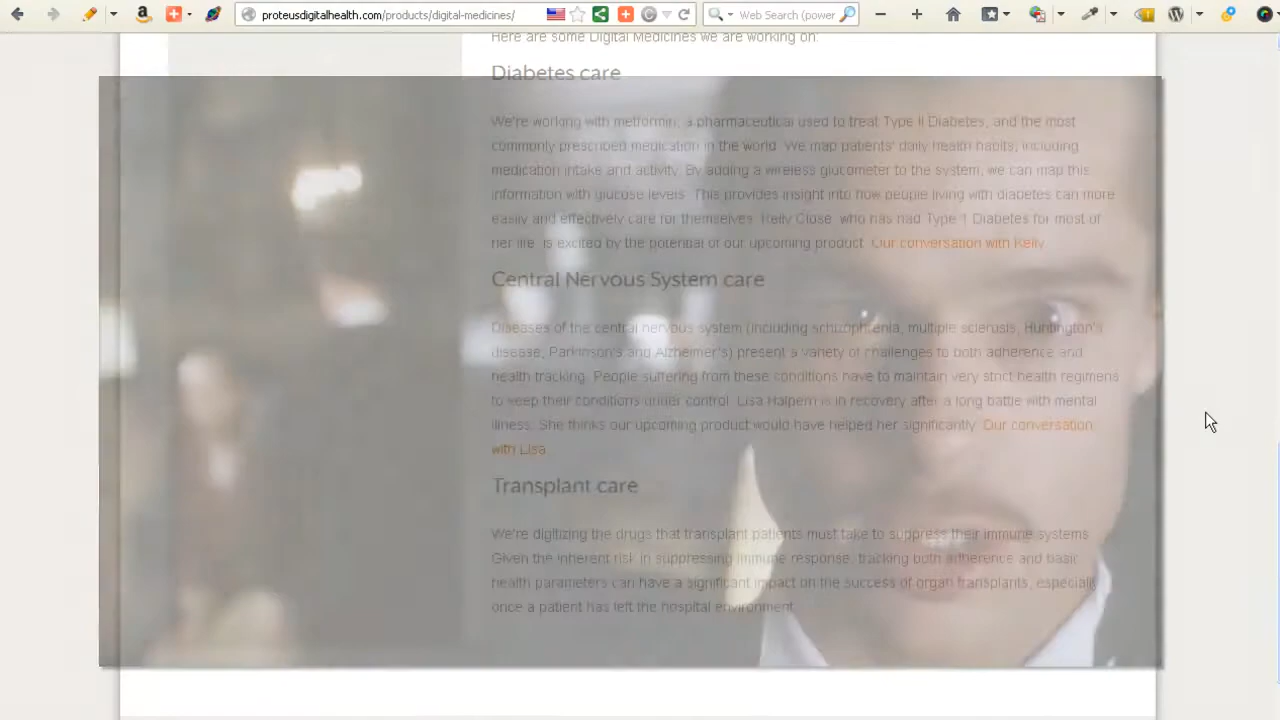 proteusdigitalhealth.com/products/digital-medicines/
Web Search (power
Here are some Digital Medicines we are working on:
Diabetes care
We're working with metformin, a pharmaceutical used to treat Type II Diabetes, and the most
commonly prescribed medication in the world. We map patients' daily health habits, including
medication intake and activity. By adding a wireless glucometer to the system, we can map this
information with glucose levels. This provides insight into how people living with diabetes can more
easily and effectively care for themselves. Kelly Close, who has had Type 1 Diabetes for most of
her life, is excited by the potential of our upcoming product. Our conversation with Kelly
Central Nervous System care
Diseases of the central nervous system (including schizophrenia, multiple sclerosis, Huntington's
disease, Parkinson's and Alzheimer's) present a variety of challenges to both adherence and
health tracking. People suffering from these conditions have to maintain very strict health regimens
to keep their conditions under control. Lisa Halpern is in recovery after a long battle with mental
illness. She thinks our upcoming product would have helped her significantly. Our conversation
with Lisa.
Transplant care
We're digitizing the drugs that transplant patients must take to suppress their immune systems.
Given the inherent risk in suppressing immune response, tracking both adherence and basic
health parameters can have a significant impact on the success of organ transplants, especially
once a patient has left the hospital environment.